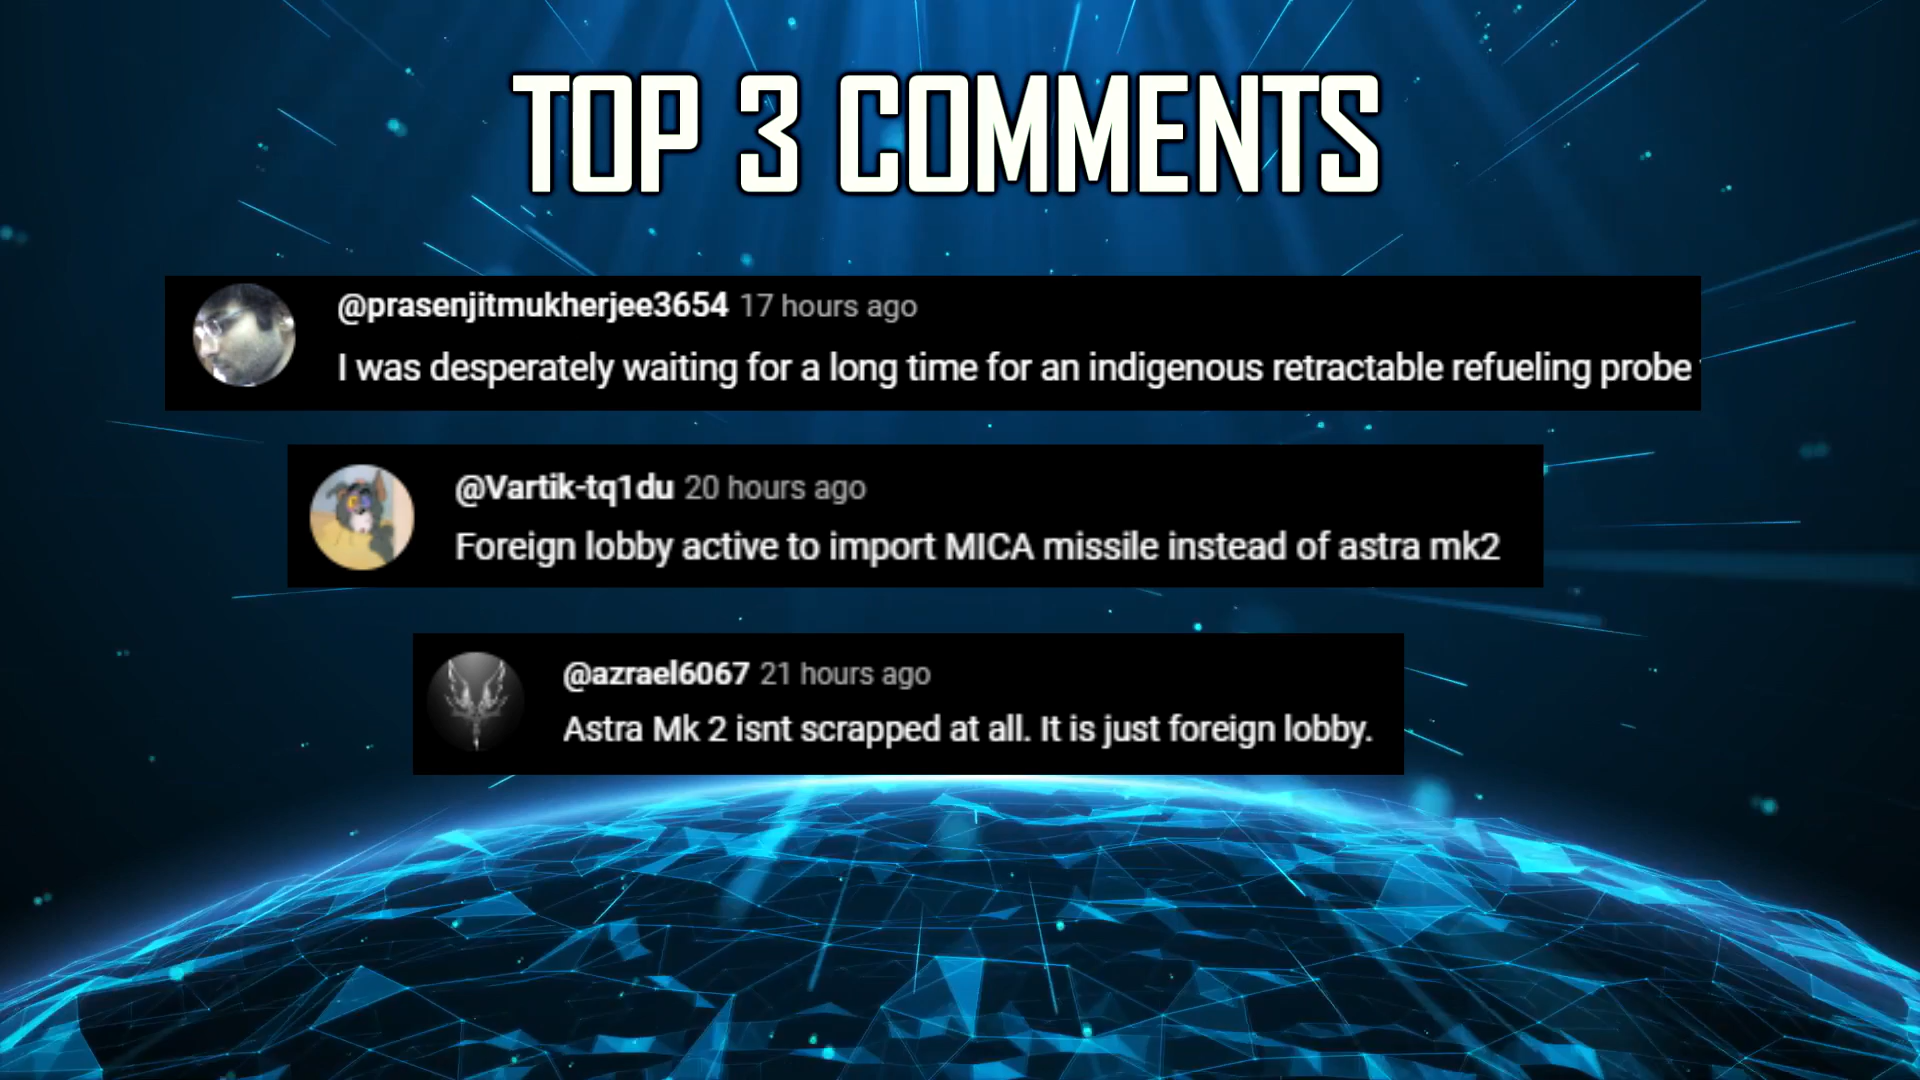 TOP 3 COMMENTS
@prasenjitmukherjee3654 17 hours ago
I was desperately waiting for a long time for an indigenous retractable refueling probe
@Vartik-tq1du 20 hours ago
Foreign lobby active to import MICA missile instead of astra mk2
@azrael6067 21 hours ago
Astra Mk 2 isnt scrapped at all. It is just foreign lobby.